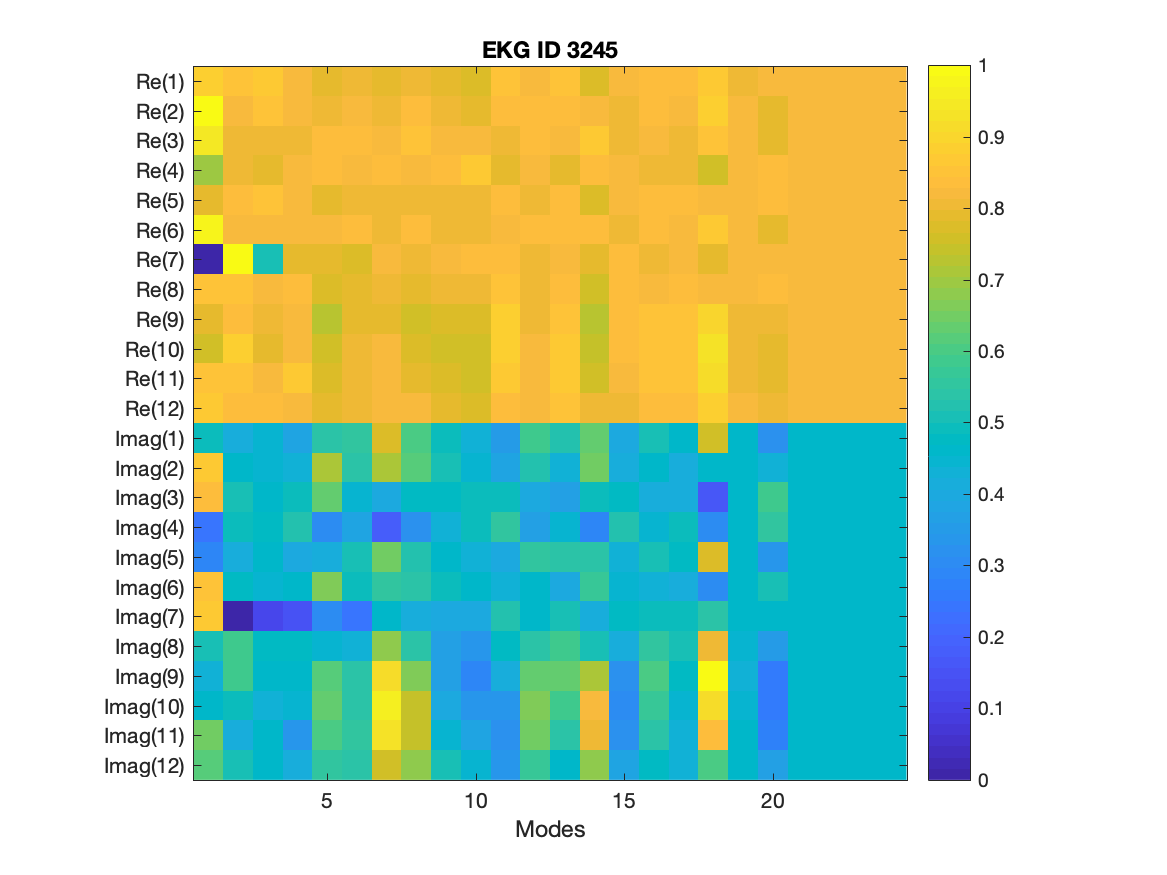 EKG ID 3245
Re(1)
Re(2)
Re(3)
Re(4)
Re(5)
Re(6)
Re(7)
Re(8)
Re(9)
Re(10)
Re(11)
Re(12)
Imag(1)
Imag(2)
Imag(3)
Imag(4)
Imag(5)
Imag(6)
Imag(7)
Imag(8)
Imag(9)
Imag(10)
Imag(11)
Imag(12)
5 10 15 20
Modes
1
0.9
0.8
0.7
0.6
0.5
0.4
0.3
0.2
0.1
0